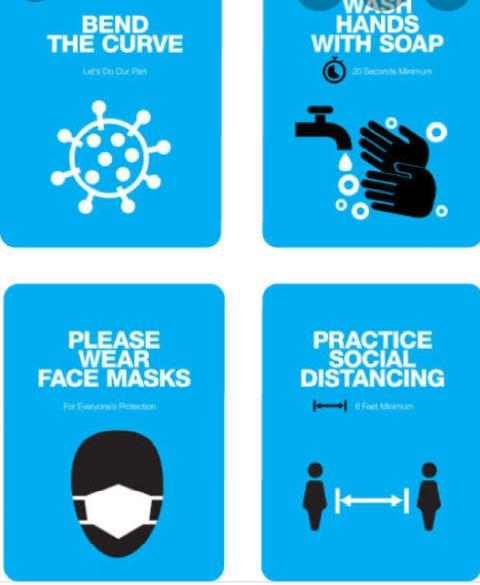 BEND
THE CURVE
Let's Do Our Part
WASH
HANDS
WITH SOAP
20 Seconds Minimum
PLEASE
WEAR
FACE MASKS
For Everyone's Protection
PRACTICE
SOCIAL
DISTANCING
6 Feet Minimum